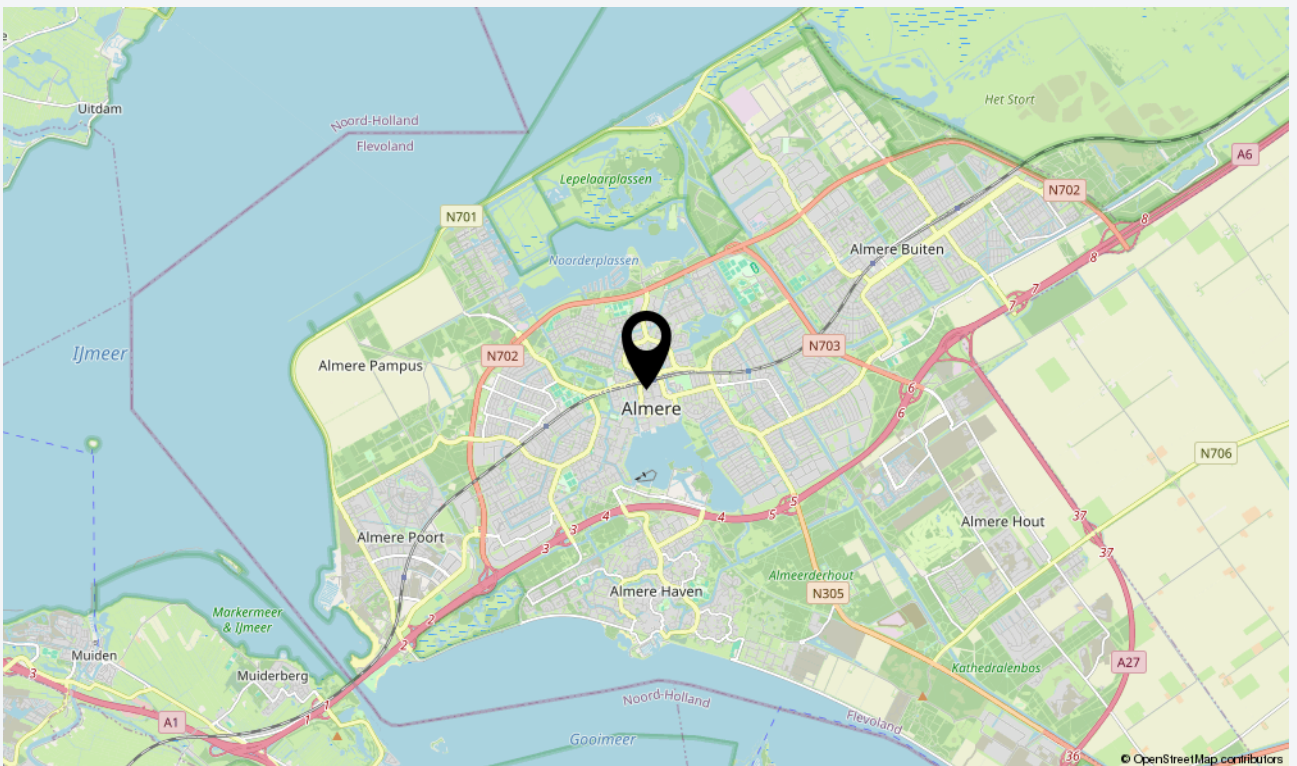 e
Uitdam
Het Stort
Noord-Holland
Flevoland
A6
Lepelaarplassen
N702
N701
8
Almere Buiten
8
Noorderplassen
7
7
N703
IJmeer
N702
Almere Pampus
6
Almere
6
N706
5
4
4
5
37
3
Almere Hout
Almere Poort
3
37
Almeerderhout
Almere Haven
N305
Markermeer
& IJmeer
2
2
Muiden
A27
Kathedralenbos
3
Muiderberg
Noord-Holland
1
1
A1
Flevoland
Gooimeer
36
© OpenStreetMap contributors